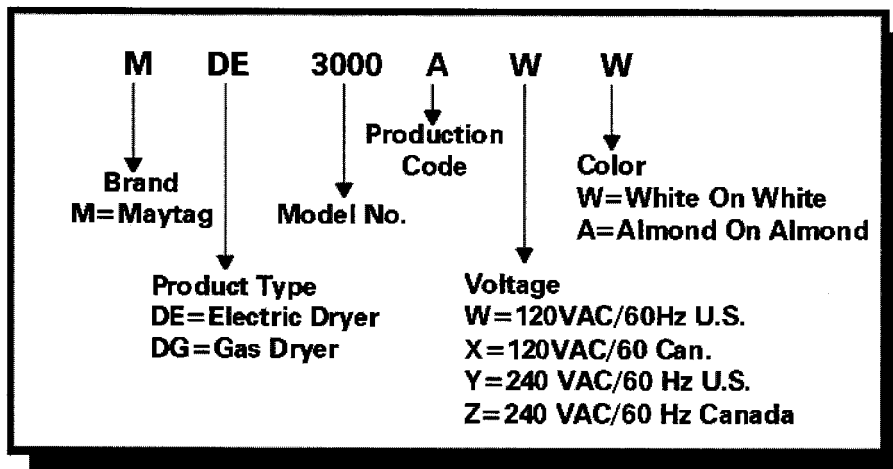 M DE 3000 A W W
Production
Code
Brand
M=Maytag
Model No.
Color
W=White On White
A=Almond On Almond
Product Type
DE=Electric Dryer
DG=Gas Dryer
Voltage
W=120VAC/60Hz U.S.
X=120VAC/60 Can.
Y=240 VAC/60 Hz U.S.
Z=240 VAC/60 Hz Canada